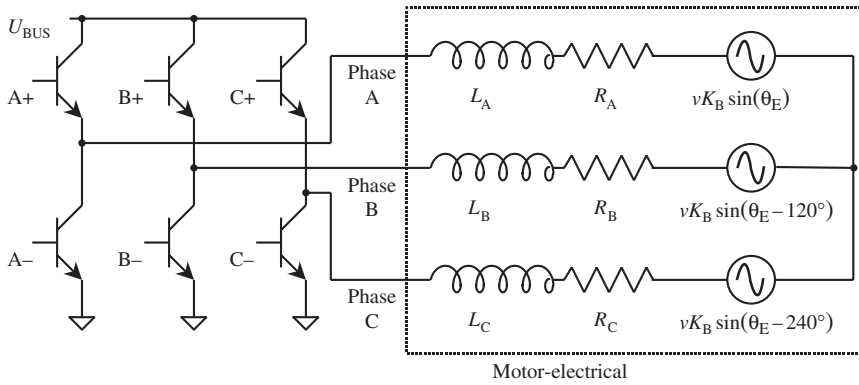 U_BUS
A+
B+
C+
Phase
A
L_A
R_A
vK_B sin(θ_E)
Phase
B
L_B
R_B
vK_B sin(θ_E – 120°)
A–
B–
C–
Phase
C
L_C
R_C
vK_B sin(θ_E – 240°)
Motor-electrical